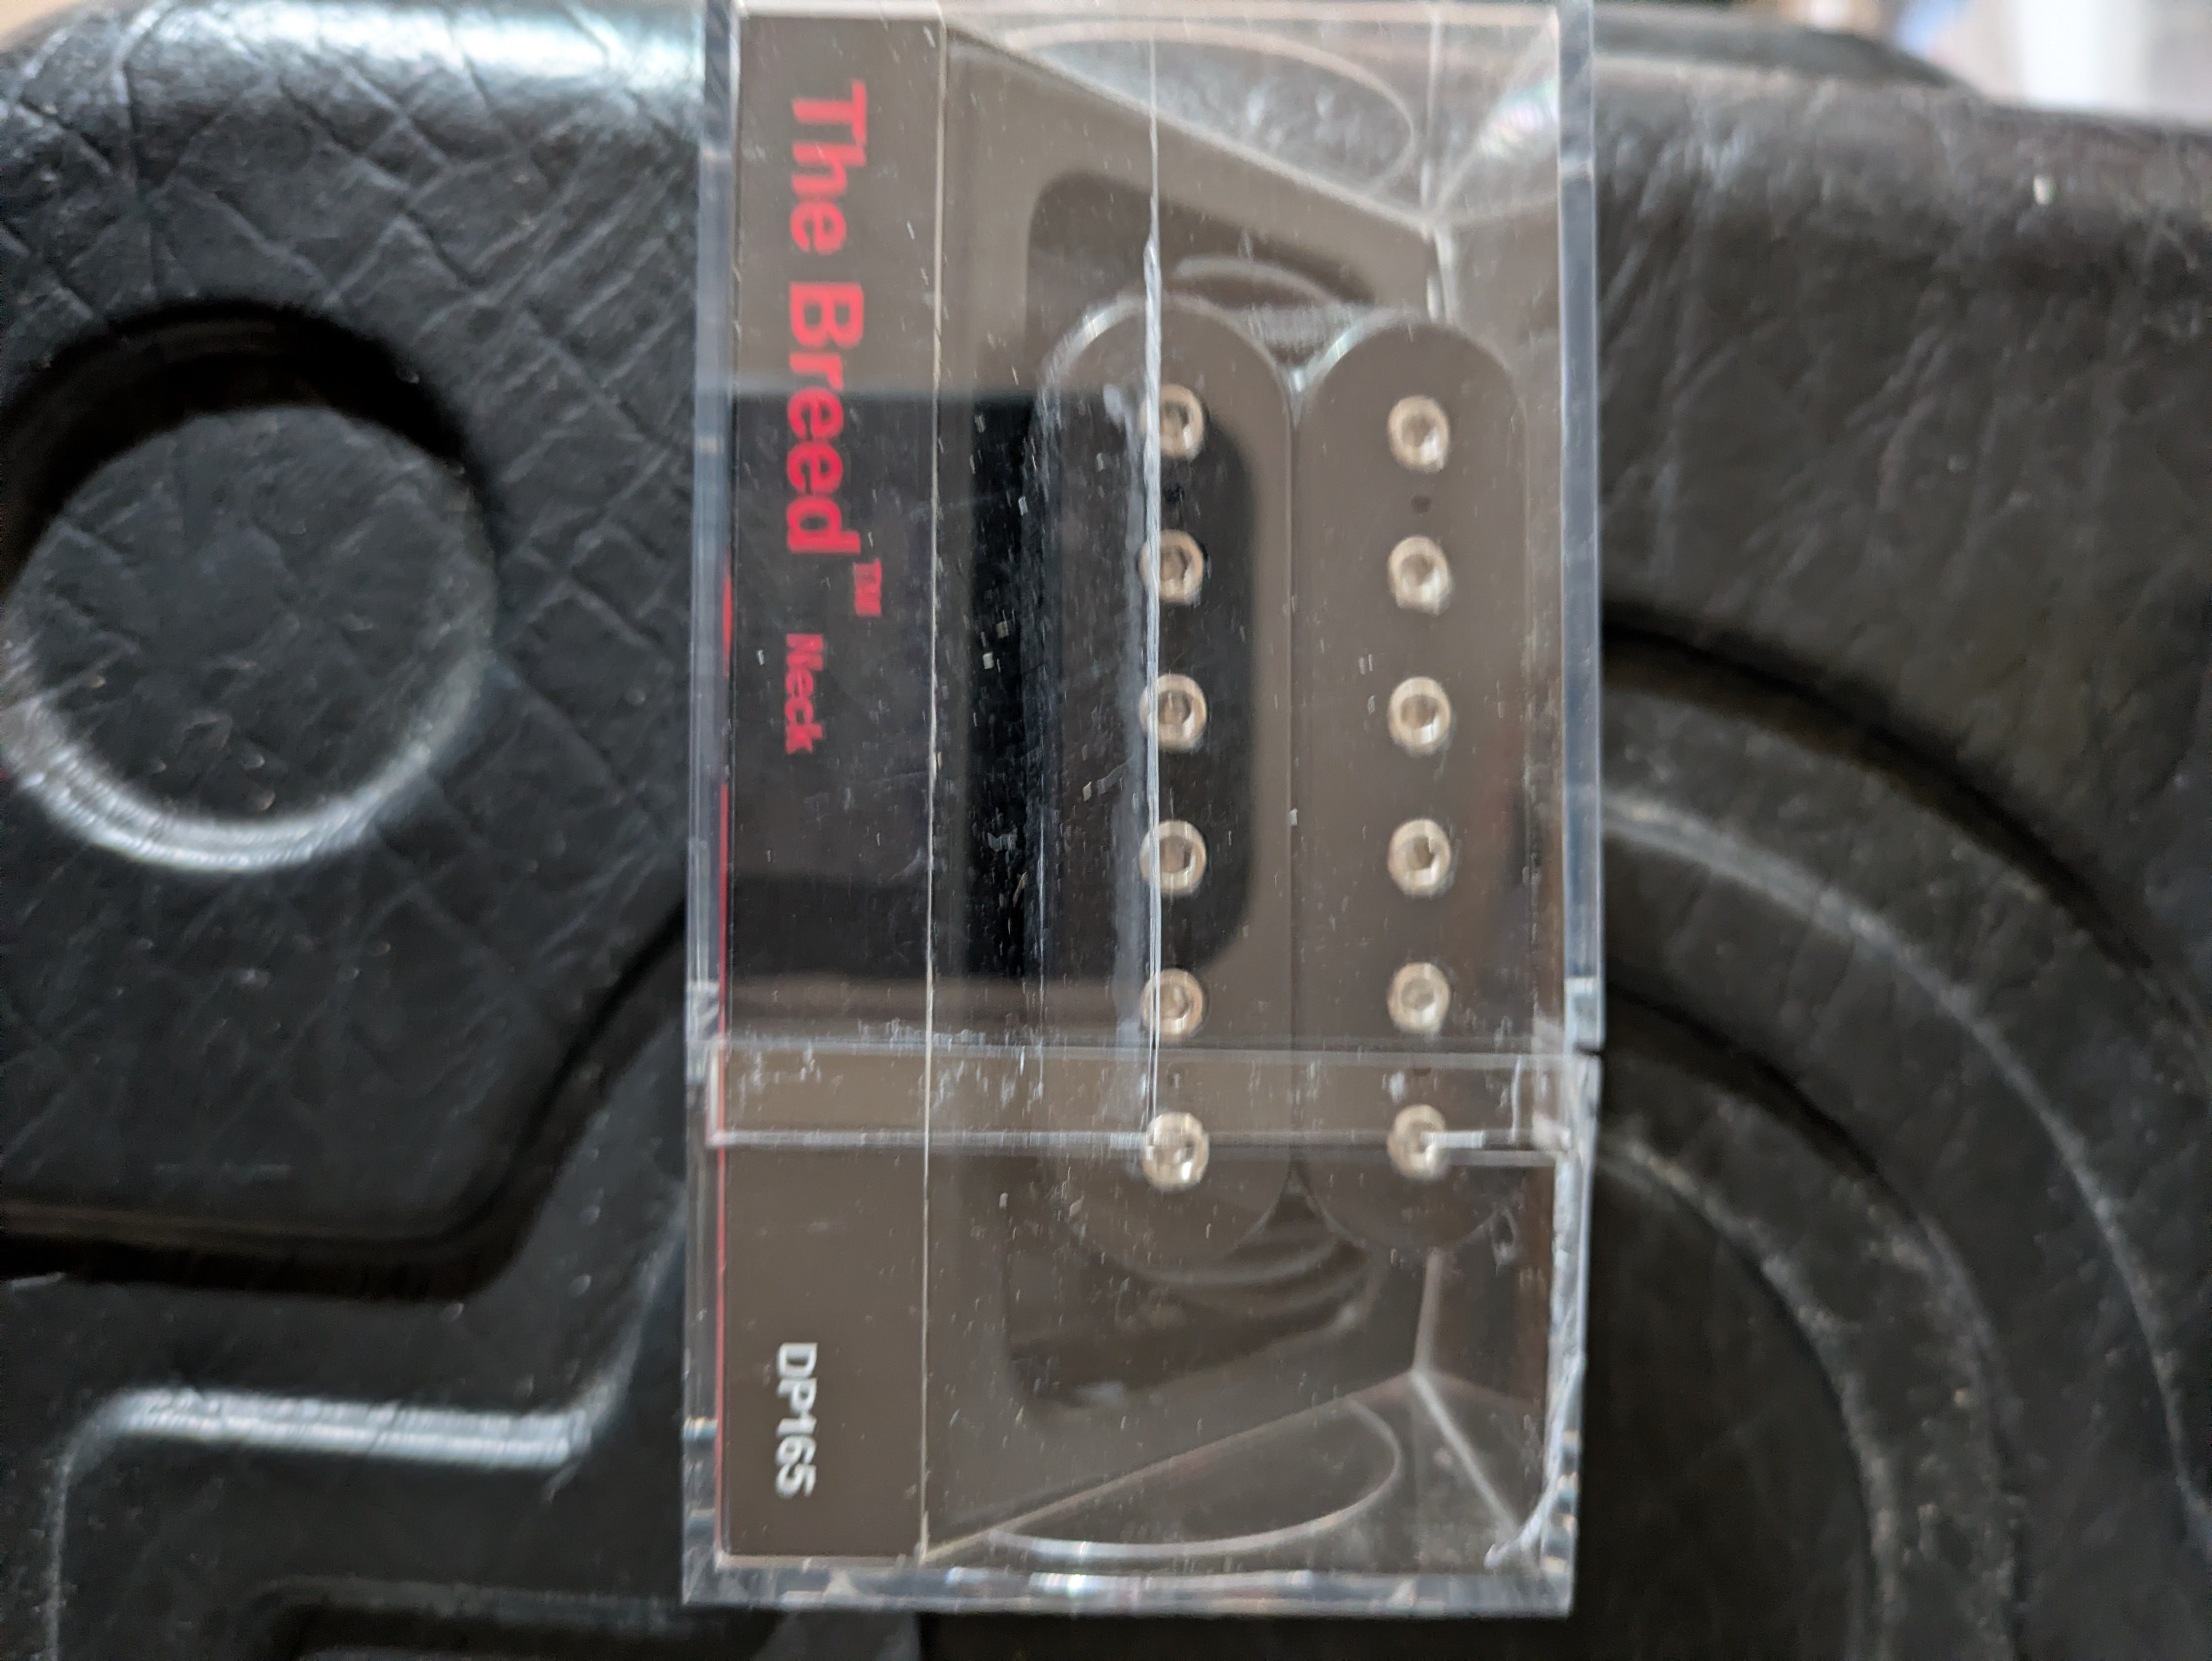 The Breed™ Neck
DP165